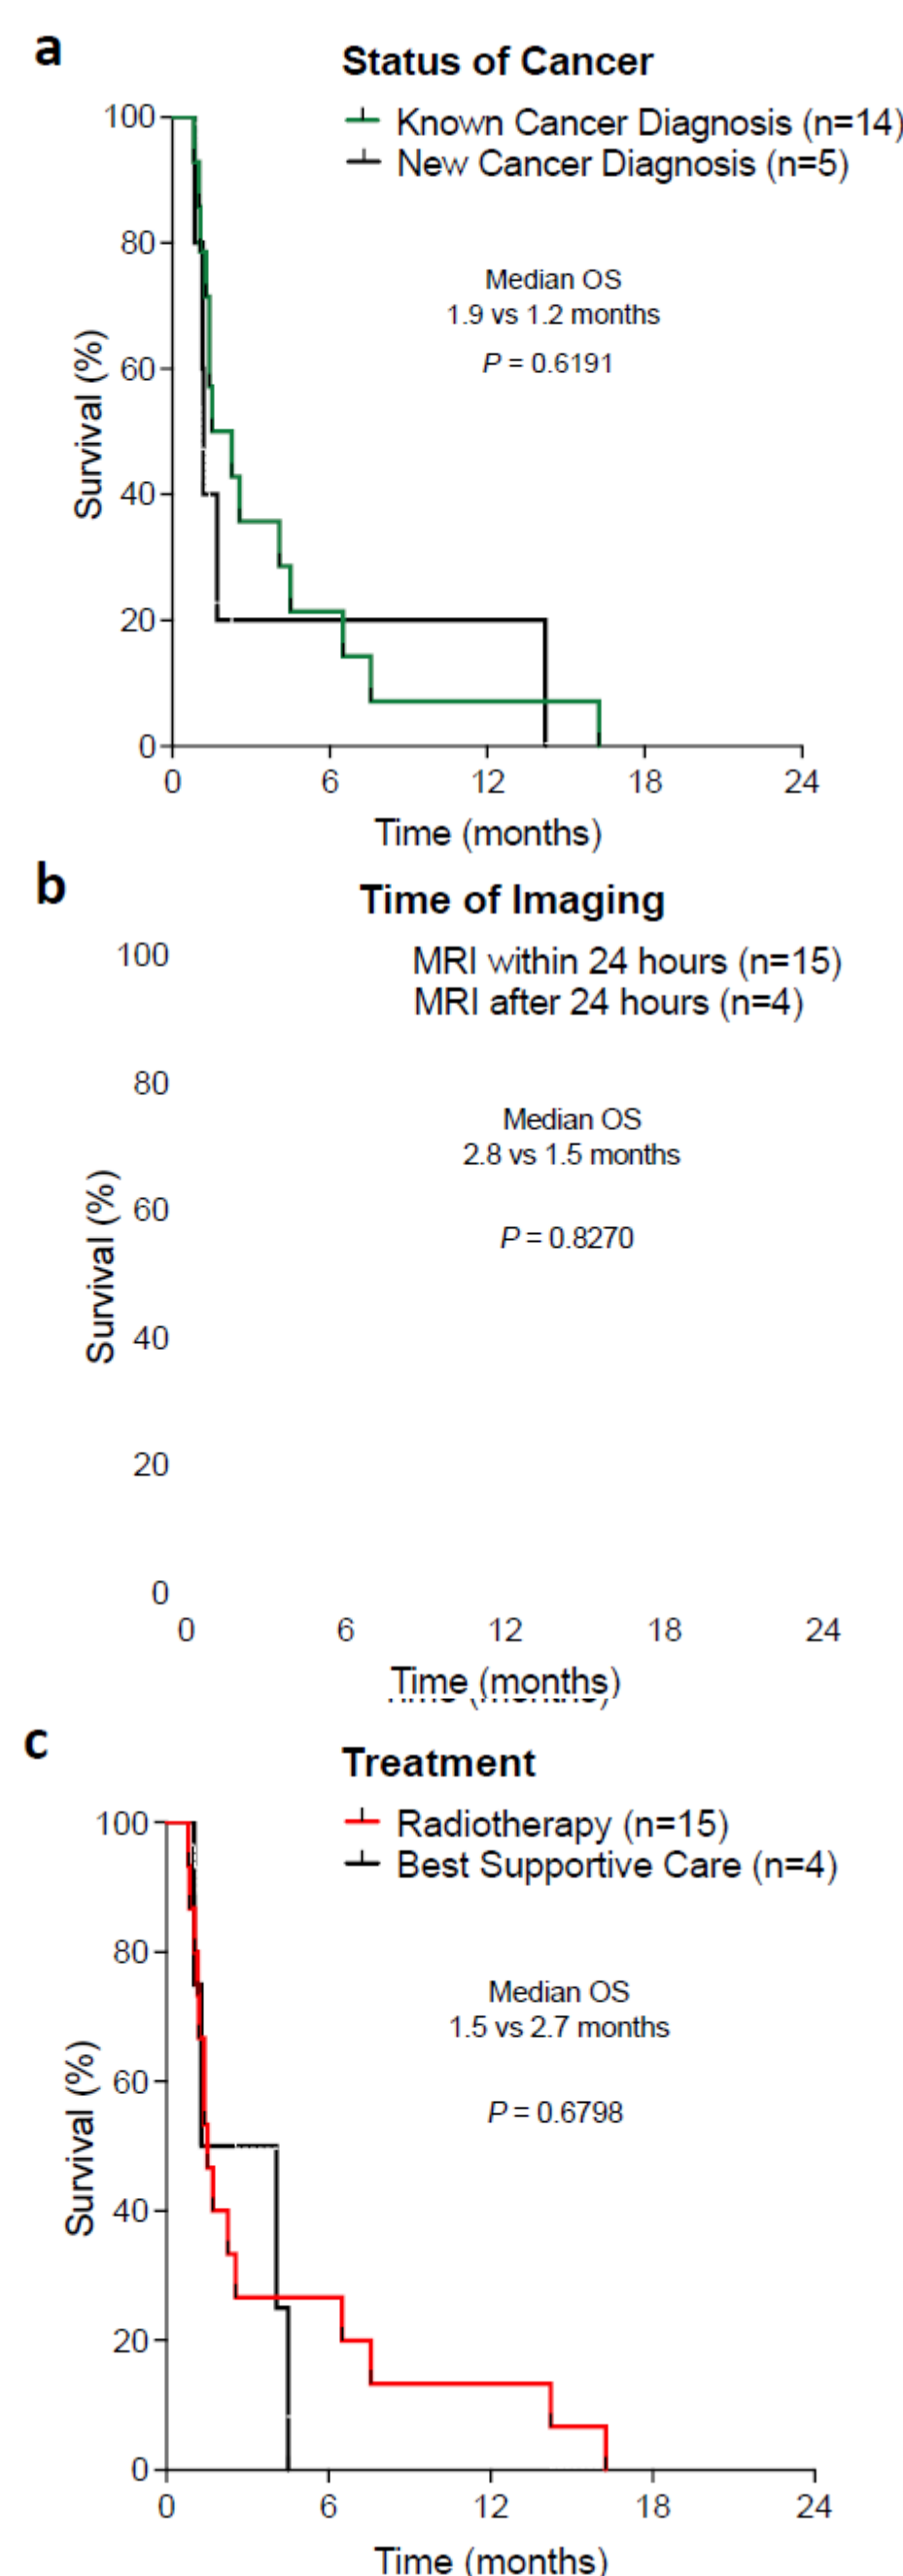 a
Status of Cancer
Known Cancer Diagnosis (n=14)
New Cancer Diagnosis (n=5)
Median OS
1.9 vs 1.2 months
P = 0.6191
Survival (%)
100
80
60
40
20
0
0 6 12 18 24
Time (months)
b
Time of Imaging
MRI within 24 hours (n=15)
MRI after 24 hours (n=4)
Median OS
2.8 vs 1.5 months
P = 0.8270
Survival (%)
100
80
60
40
20
0
0 6 12 18 24
Time (months)
c
Treatment
Radiotherapy (n=15)
Best Supportive Care (n=4)
Median OS
1.5 vs 2.7 months
P = 0.6798
Survival (%)
100
80
60
40
20
0
0 6 12 18 24
Time (months)